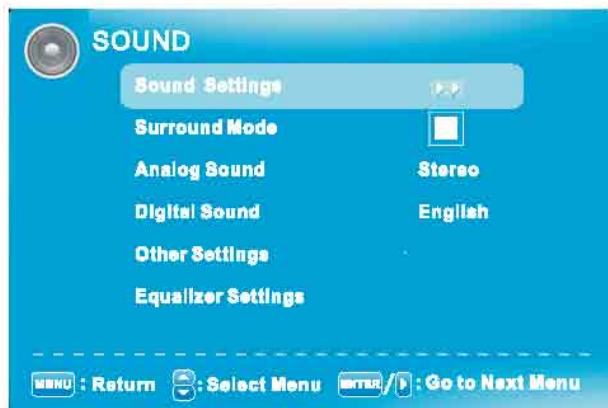 SOUND
Sound Settings
Surround Mode
Analog Sound Stereo
Digital Sound English
Other Settings
Equalizer Settings
MENU : Return : Select Menu ENTER / : Go to Next Menu